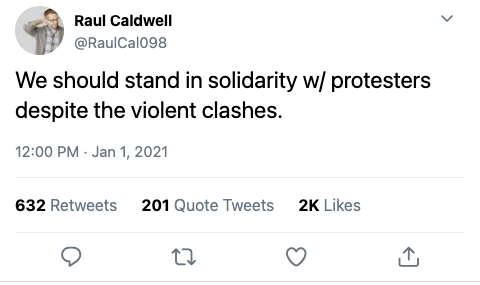 Raul Caldwell
@RaulCal098
We should stand in solidarity w/ protesters
despite the violent clashes.
12:00 PM · Jan 1, 2021
632 Retweets 201 Quote Tweets 2K Likes